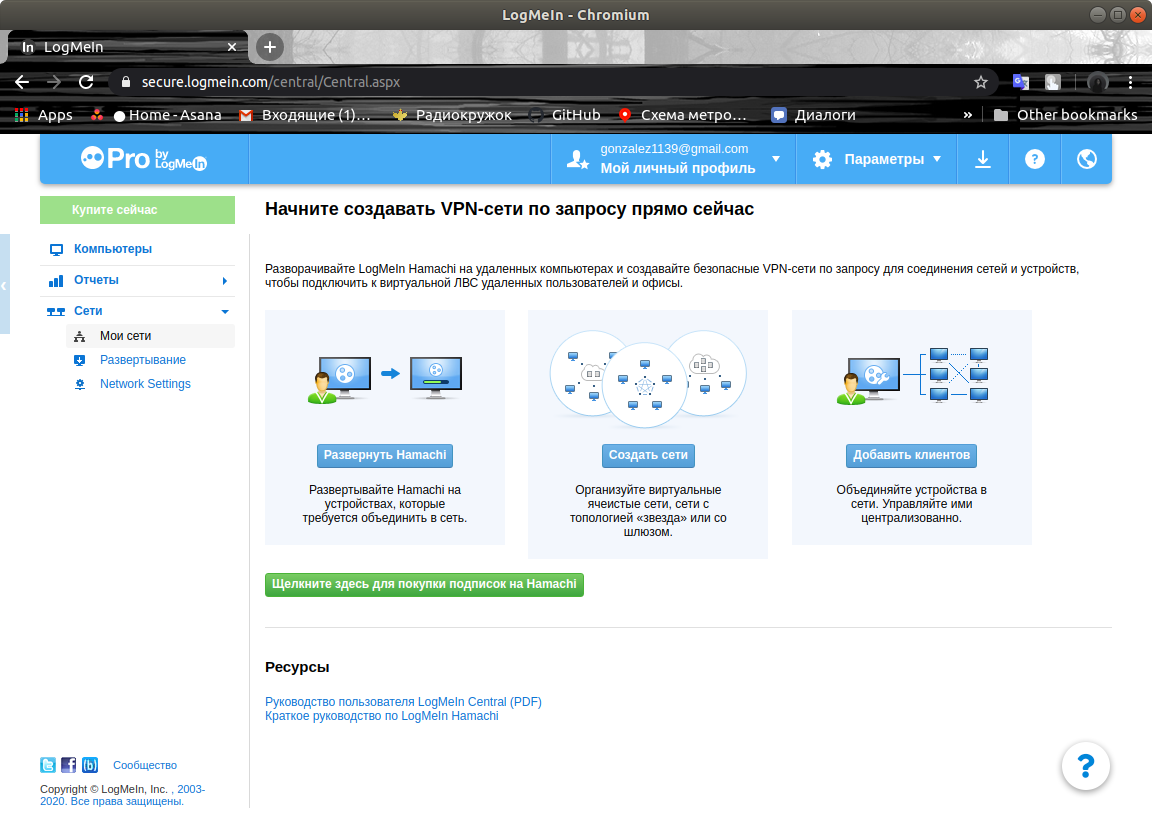 LogMeIn - Chromium
In LogMeIn
secure.logmein.com/central/Central.aspx
Apps
Home - Asana
Входящие (1)…
Радиокружок
GitHub
Схема метро…
Диалоги
»
Other bookmarks
Pro by LogMeIn
gonzalez1139@gmail.com
Мой личный профиль
Параметры
?
Купите сейчас
Начните создавать VPN-сети по запросу прямо сейчас
Компьютеры
Отчеты
Сети
Мои сети
Развертывание
Network Settings
Разворачивайте LogMeIn Hamachi на удаленных компьютерах и создавайте безопасные VPN-сети по запросу для соединения сетей и устройств,
чтобы подключить к виртуальной ЛВС удаленных пользователей и офисы.
Развернуть Hamachi
Развертывайте Hamachi на
устройствах, которые
требуется объединить в сеть.
Создать сети
Организуйте виртуальные
ячеистые сети, сети с
топологией «звезда» или со
шлюзом.
Добавить клиентов
Объединяйте устройства в
сети. Управляйте ими
централизованно.
Щелкните здесь для покупки подписок на Hamachi
Ресурсы
Руководство пользователя LogMeIn Central (PDF)
Краткое руководство по LogMeIn Hamachi
Сообщество
Copyright © LogMeIn, Inc. , 2003-
2020. Все права защищены.
?